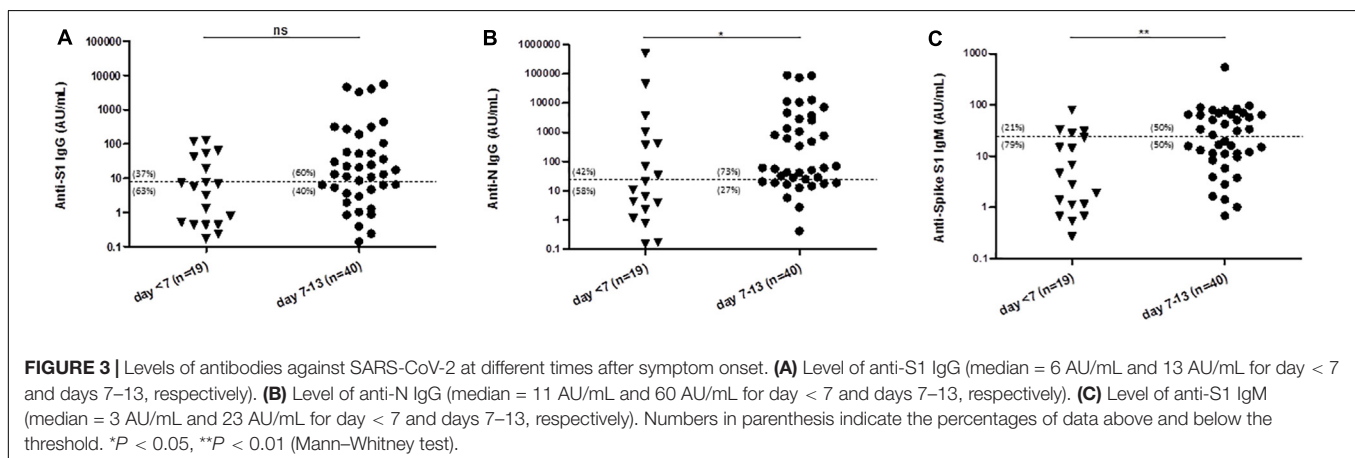 A
ns
Anti-S1 IgG (AU/mL)
100000
10000
1000
100
10
1
0.1
(37%)
(63%)
(60%)
(40%)
day <7 (n=19)
day 7-13 (n=40)
B
*
Anti-N IgG (AU/mL)
1000000
100000
10000
1000
100
10
1
0.1
(42%)
(58%)
(73%)
(27%)
day <7 (n=19)
day 7-13 (n=40)
C
**
Anti-Spike S1 IgM (AU/mL)
1000
100
10
1
0.1
(21%)
(79%)
(50%)
(50%)
day <7 (n=19)
day 7-13 (n=40)
FIGURE 3 | Levels of antibodies against SARS-CoV-2 at different times after symptom onset. (A) Level of anti-S1 IgG (median = 6 AU/mL and 13 AU/mL for day < 7
and days 7–13, respectively). (B) Level of anti-N IgG (median = 11 AU/mL and 60 AU/mL for day < 7 and days 7–13, respectively). (C) Level of anti-S1 IgM
(median = 3 AU/mL and 23 AU/mL for day < 7 and days 7–13, respectively). Numbers in parenthesis indicate the percentages of data above and below the
threshold. *P < 0.05, **P < 0.01 (Mann–Whitney test).